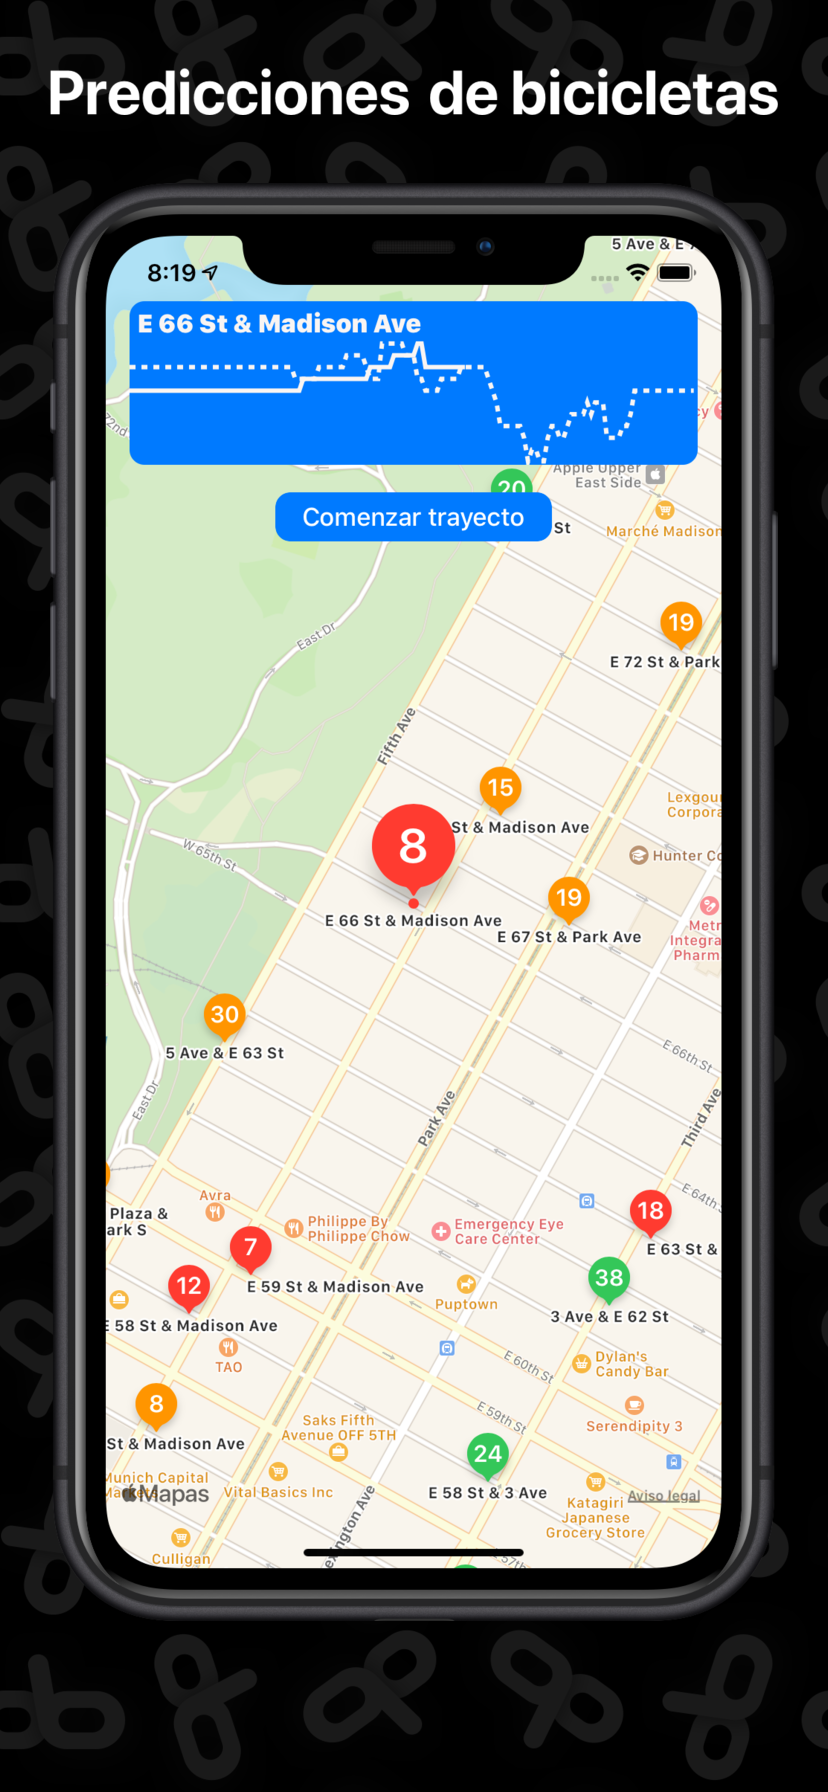 Predicciones de bicicletas
5 Ave & E
8:19
E 66 St & Madison Ave
72nd
Apple Upper
East Side
20
Comenzar trayecto
St
Marché Madison
19
E 72 St & Park
East Dr
Fifth Ave
15
St & Madison Ave
Lexgou
Corpora
8
W 65th St
Hunter Co
19
E 66 St & Madison Ave
E 67 St & Park Ave
Metr
Integra
Pharm
30
5 Ave & E 63 St
E 66th St
East Dr
Park Ave
Third Ave
E 64th S
Avra
Plaza &
ark S
Philippe By
Philippe Chow
Emergency Eye
Care Center
18
E 63 St &
7
12
E 59 St & Madison Ave
38
Puptown
3 Ave & E 62 St
E 58 St & Madison Ave
TAO
E 60th St
Dylan's
Candy Bar
8
St & Madison Ave
Saks Fifth
Avenue OFF 5TH
E 59th St
Serendipity 3
24
E 58 St & 3 Ave
Munich Capital
Markets
Mapas
Vital Basics Inc
Aviso legal
Katagiri
Japanese
Grocery Store
Culligan
exington Ave
57th